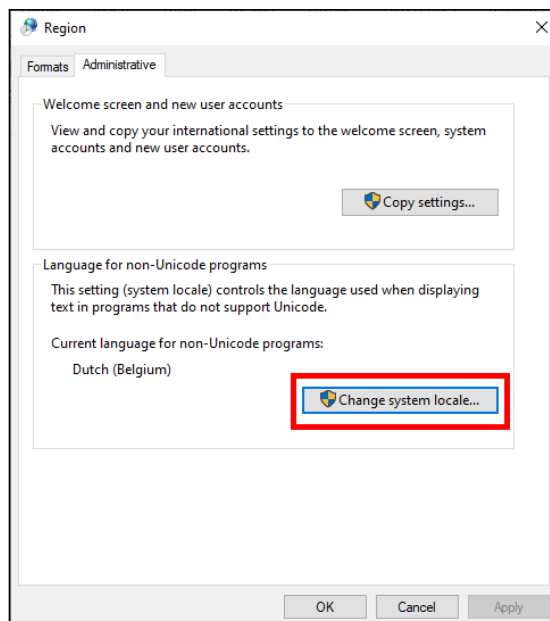 Region
Formats
Administrative
Welcome screen and new user accounts
View and copy your international settings to the welcome screen, system
accounts and new user accounts.
Copy settings...
Language for non-Unicode programs
This setting (system locale) controls the language used when displaying
text in programs that do not support Unicode.
Current language for non-Unicode programs:
Dutch (Belgium)
Change system locale...
OK
Cancel
Apply